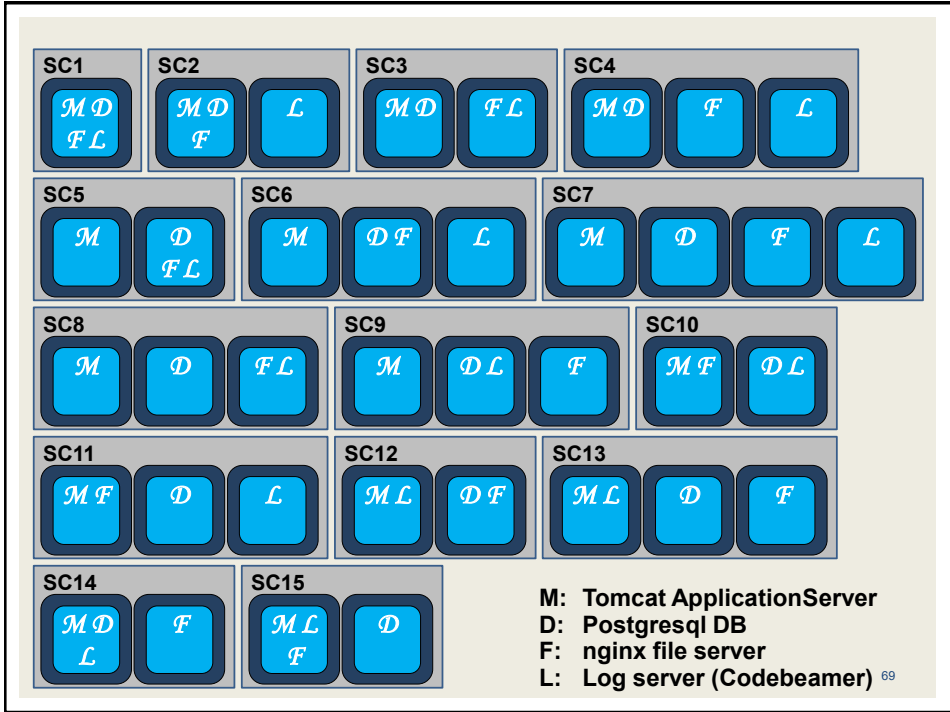 SC1
M D
F L
SC2
M D
F
L
SC3
M D
F L
SC4
M D
F
L
SC5
M
D
F L
SC6
M
D F
L
SC7
M
D
F
L
SC8
M
D
F L
SC9
M
D L
F
SC10
M F
D L
SC11
M F
D
L
SC12
M L
D F
SC13
M L
D
F
SC14
M D
L
F
SC15
M L
F
D
M: Tomcat ApplicationServer
D: Postgresql DB
F: nginx file server
L: Log server (Codebeamer)
69